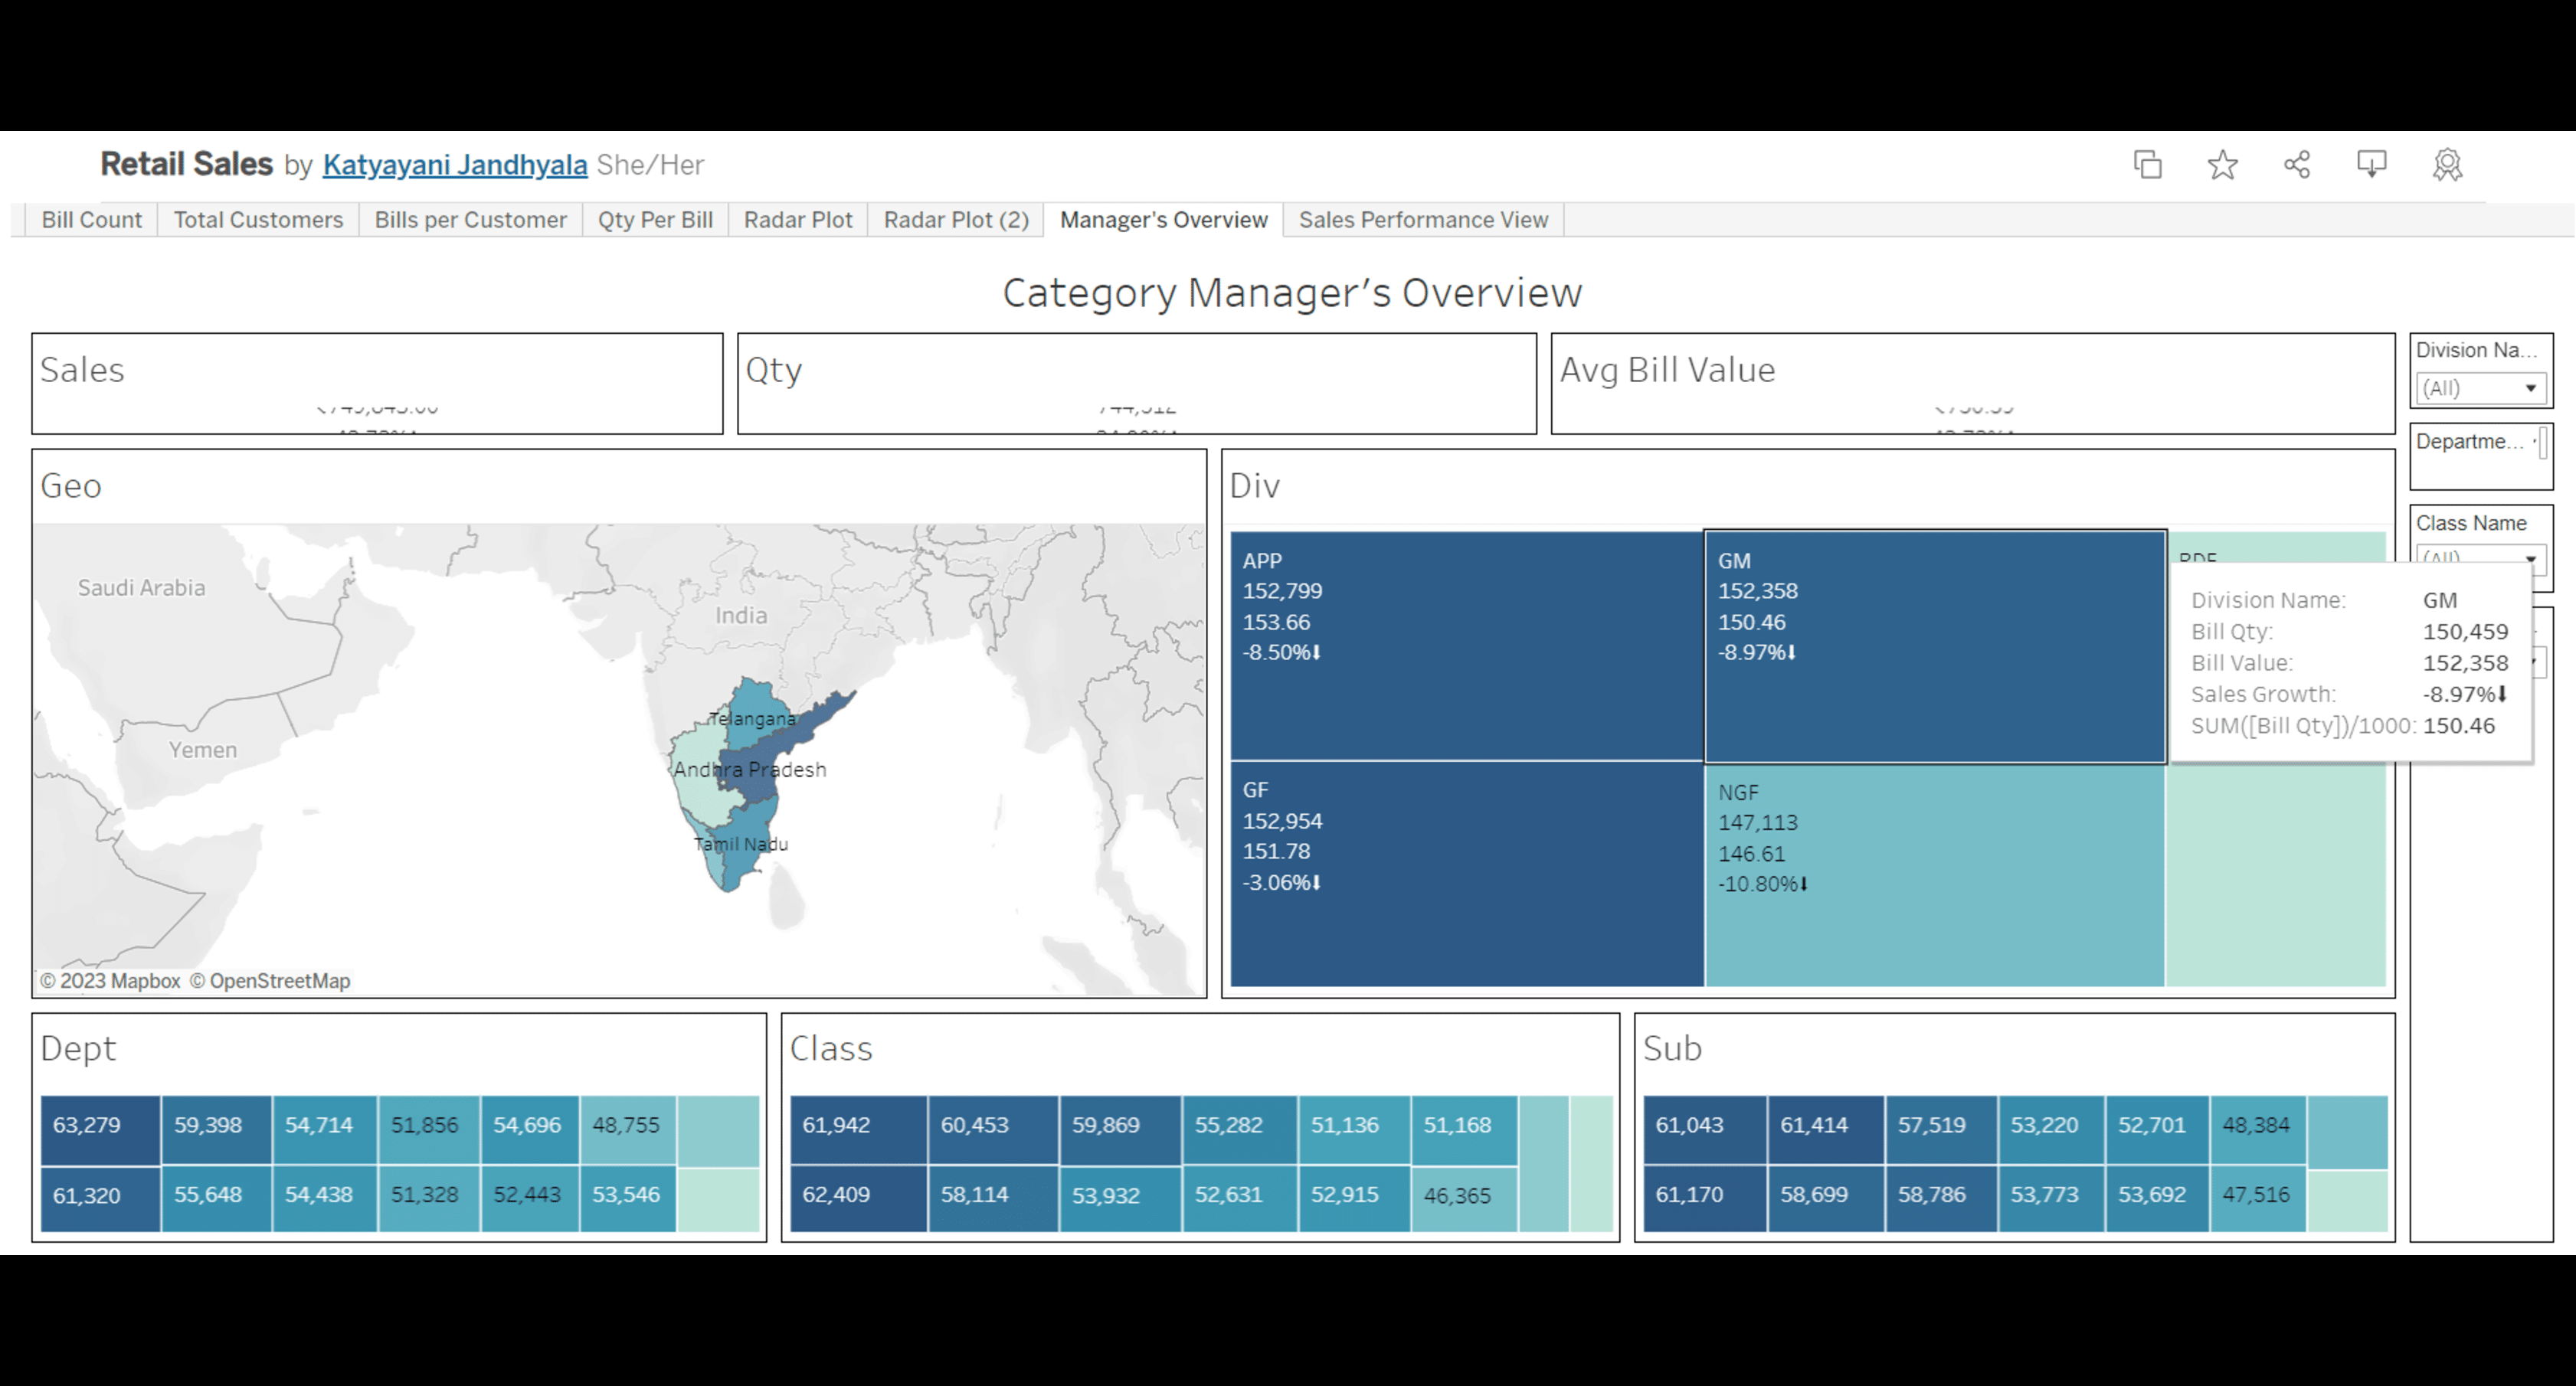 Retail Sales by Katyayani Jandhyala She/Her
Bill Count Total Customers Bills per Customer Qty Per Bill Radar Plot Radar Plot (2) Manager's Overview Sales Performance View
Category Manager's Overview
Sales
Qty
Avg Bill Value
Division Na...
(All)
Departme...
Class Name
(All)
Geo
Saudi Arabia
Yemen
India
Telangana
Andhra Pradesh
Tamil Nadu
© 2023 Mapbox © OpenStreetMap
Div
APP
152,799
153.66
-8.50%⬇
GM
152,358
150.46
-8.97%⬇
GF
152,954
151.78
-3.06%⬇
NGF
147,113
146.61
-10.80%⬇
Division Name: GM
Bill Qty: 150,459
Bill Value: 152,358
Sales Growth: -8.97%⬇
SUM([Bill Qty])/1000: 150.46
Dept
63,279 59,398 54,714 51,856 54,696 48,755
61,320 55,648 54,438 51,328 52,443 53,546
Class
61,942 60,453 59,869 55,282 51,136 51,168
62,409 58,114 53,932 52,631 52,915 46,365
Sub
61,043 61,414 57,519 53,220 52,701 48,384
61,170 58,699 58,786 53,773 53,692 47,516